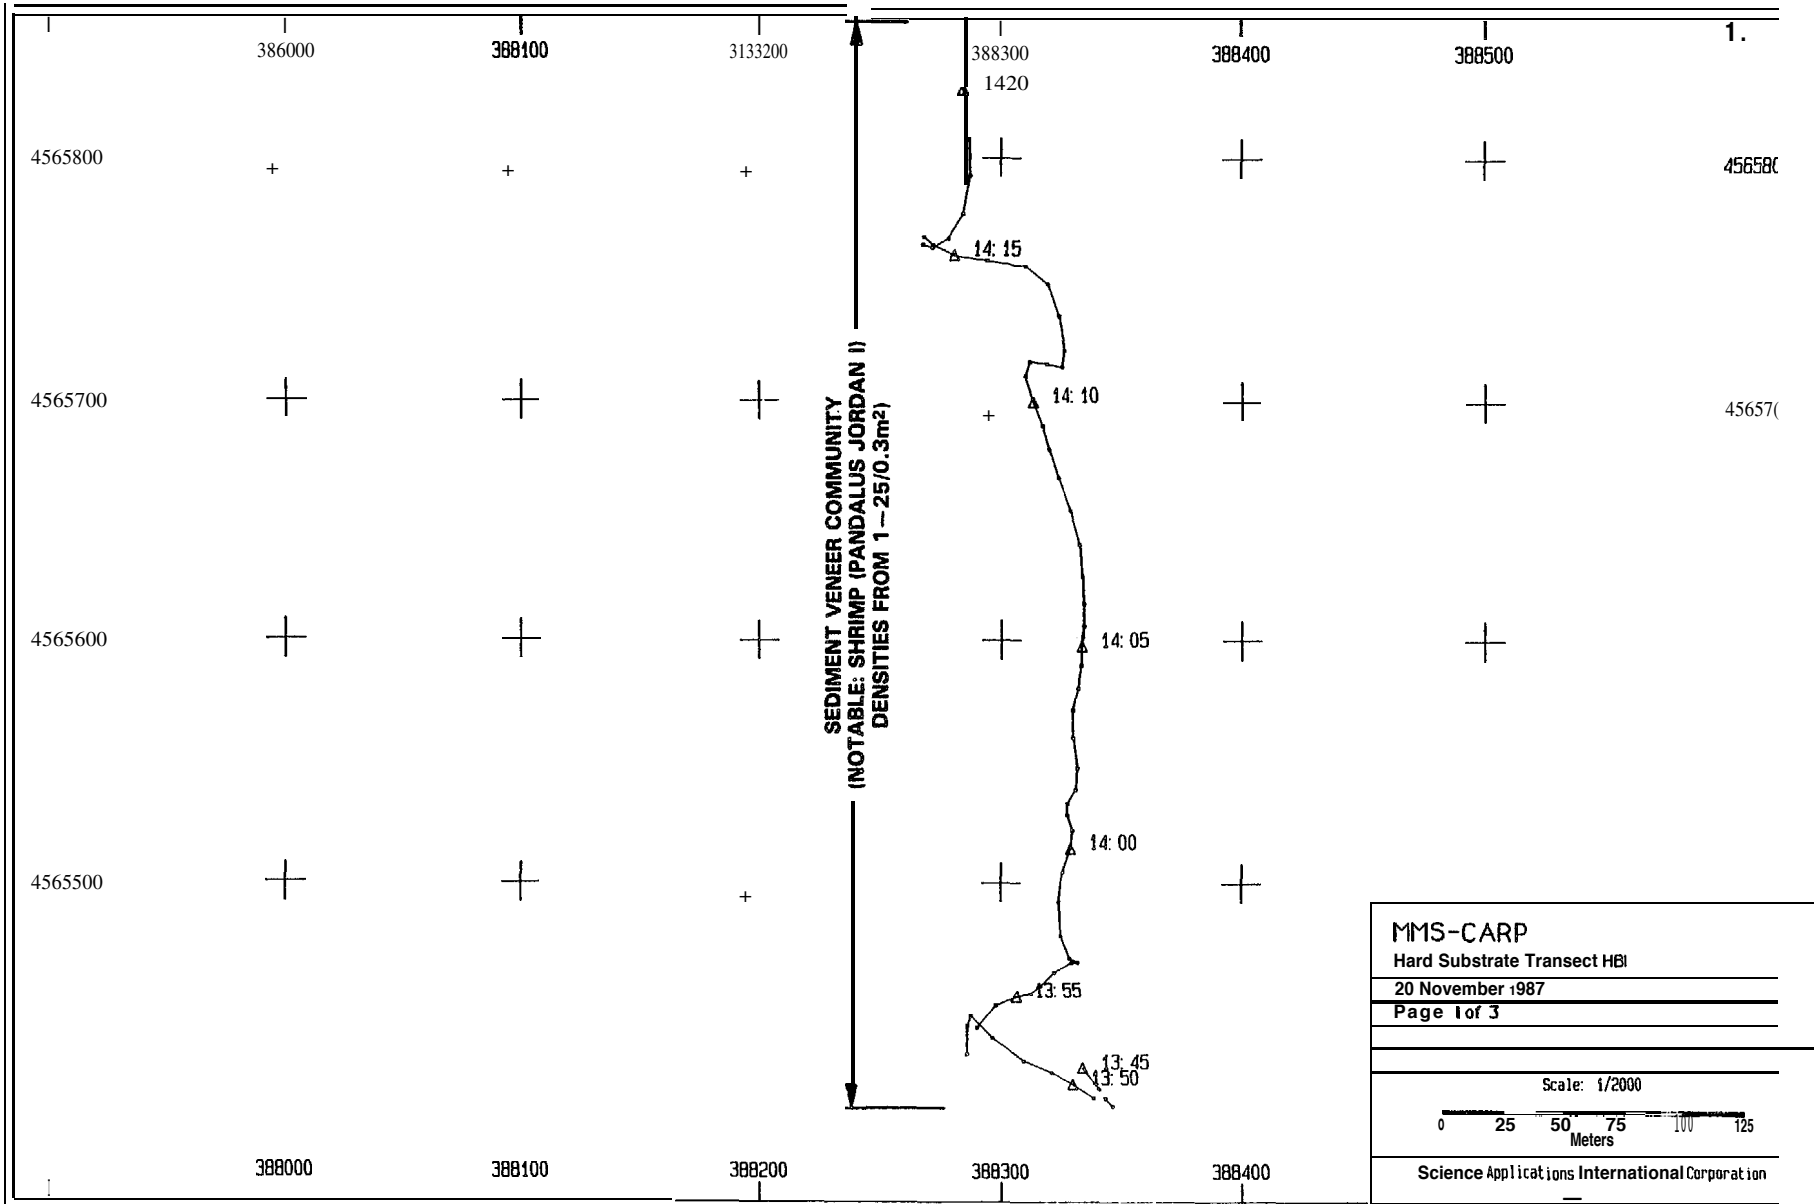 386000 388100 3133200 388300 388400 388500 1.
1420
4565800 456580
14:15
14:10
4565700 45657(
SEDIMENT VENEER COMMUNITY
(NOTABLE: SHRIMP (PANDALUS JORDAN I)
DENSITIES FROM 1-25/0.3m²)
4565600
14:05
14:00
4565500
13:55
13:45
13:50
388000 388100 388200 388300 388400
MMS-CARP
Hard Substrate Transect HBI
20 November 1987
Page 1 of 3
Scale: 1/2000
0 25 50 75 100 125
Meters
Science Applications International Corporation